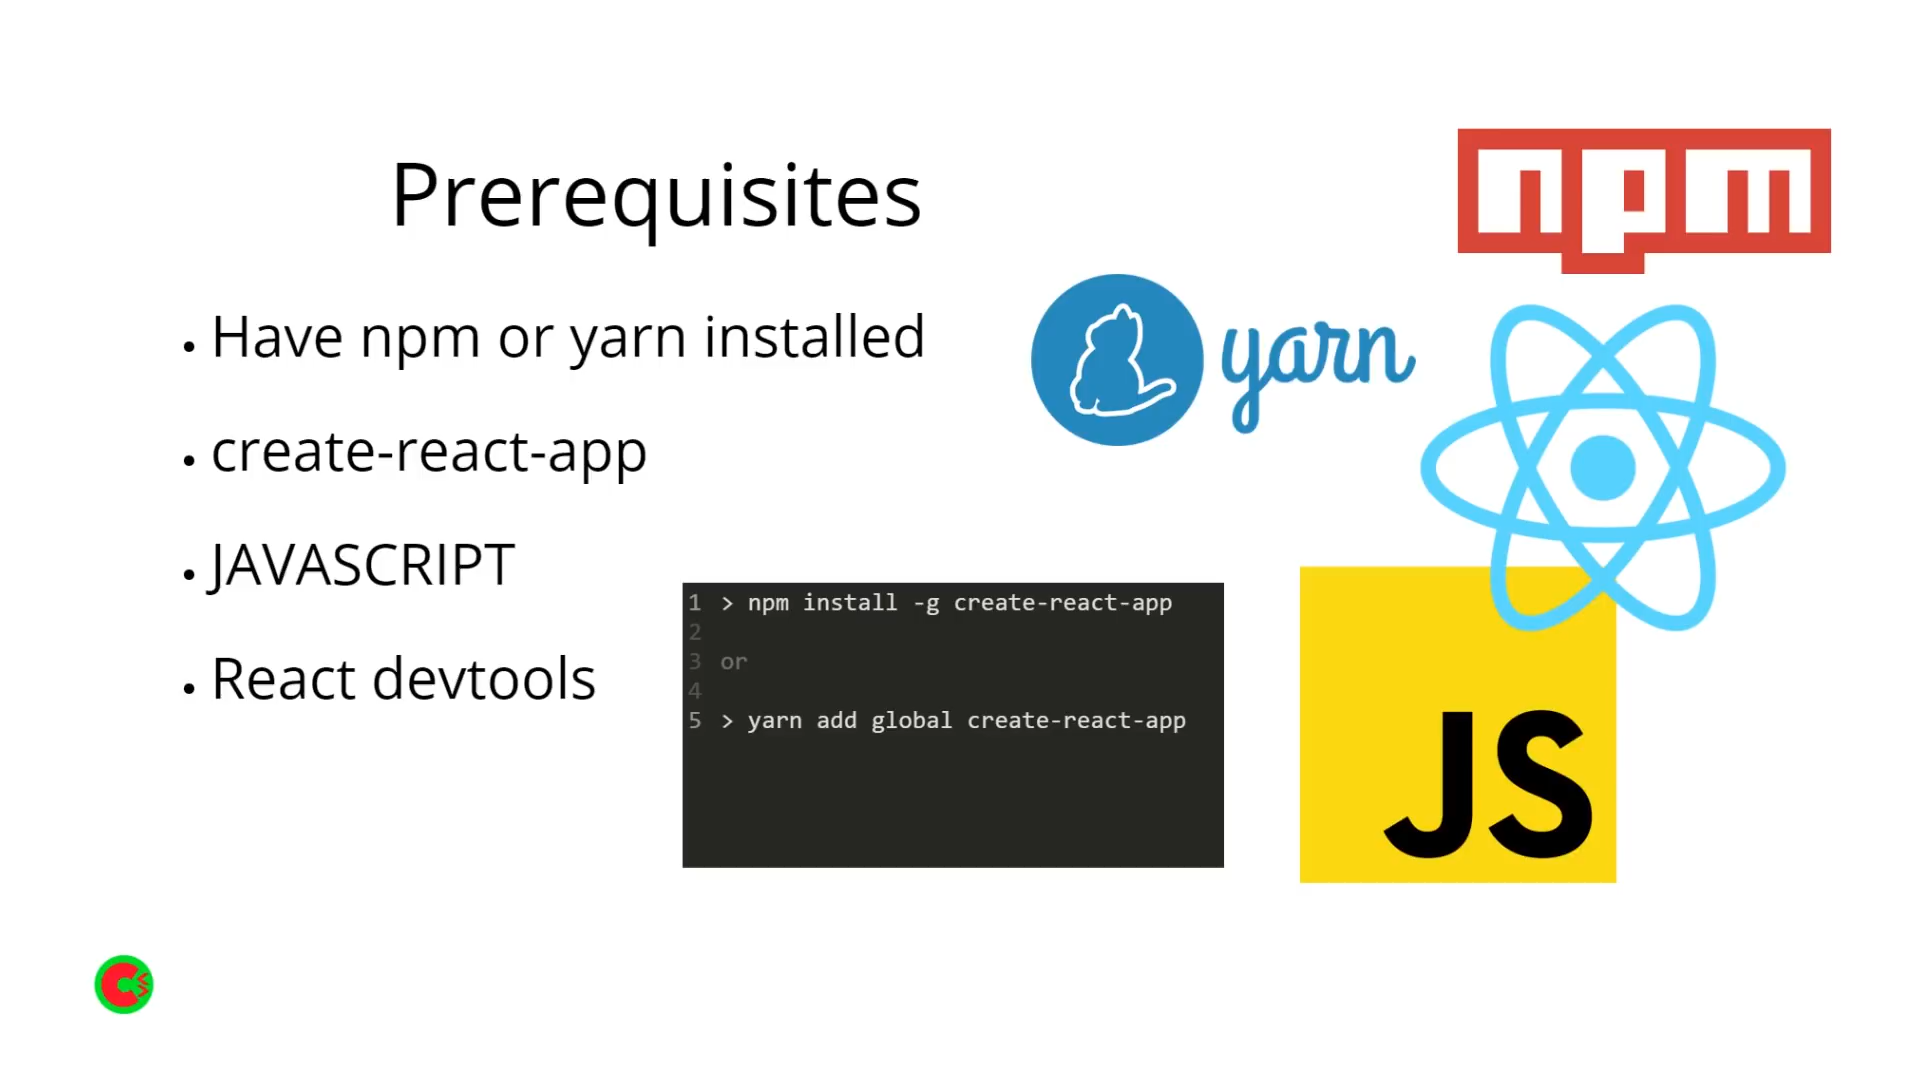 Prerequisites
• Have npm or yarn installed
• create-react-app
• JAVASCRIPT
• React devtools
npm
yarn
1 > npm install -g create-react-app
2
3 or
4
5 > yarn add global create-react-app
JS